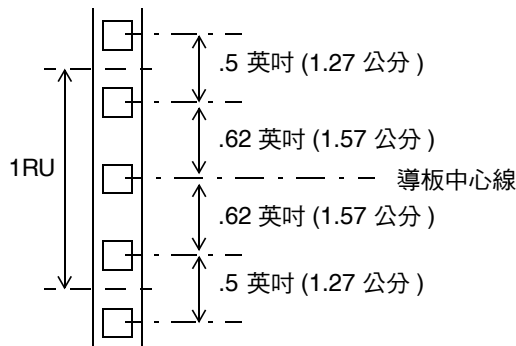 .5 英吋 (1.27 公分 )
.62 英吋 (1.57 公分 )
1RU
導板中心線
.62 英吋 (1.57 公分 )
.5 英吋 (1.27 公分 )